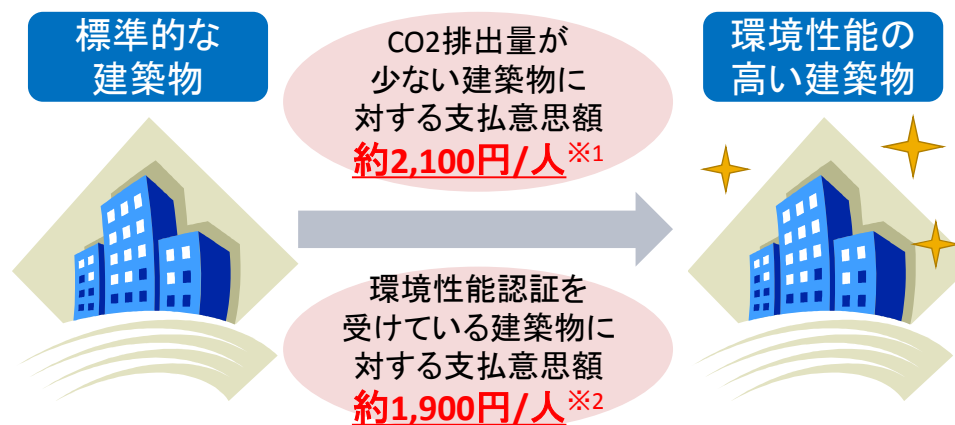 標準的な
建築物
CO2排出量が
少ない建築物に
対する支払意思額
約2,100円/人※1
環境性能の
高い建築物
環境性能認証を
受けている建築物に
対する支払意思額
約1,900円/人※2